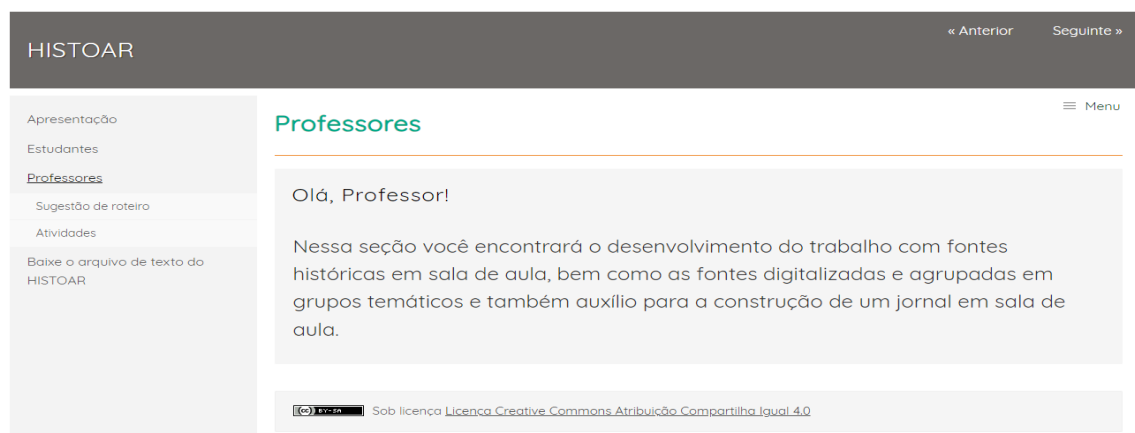 HISTOAR
« Anterior
Seguinte »
Apresentação
Estudantes
Professores
Sugestão de roteiro
Atividades
Baixe o arquivo de texto do
HISTOAR
≡ Menu
Professores
Olá, Professor!
Nessa seção você encontrará o desenvolvimento do trabalho com fontes
históricas em sala de aula, bem como as fontes digitalizadas e agrupadas em
grupos temáticos e também auxílio para a construção de um jornal em sala de
aula.
(cc) BY-SA Sob licença Licença Creative Commons Atribuição Compartilha Igual 4.0